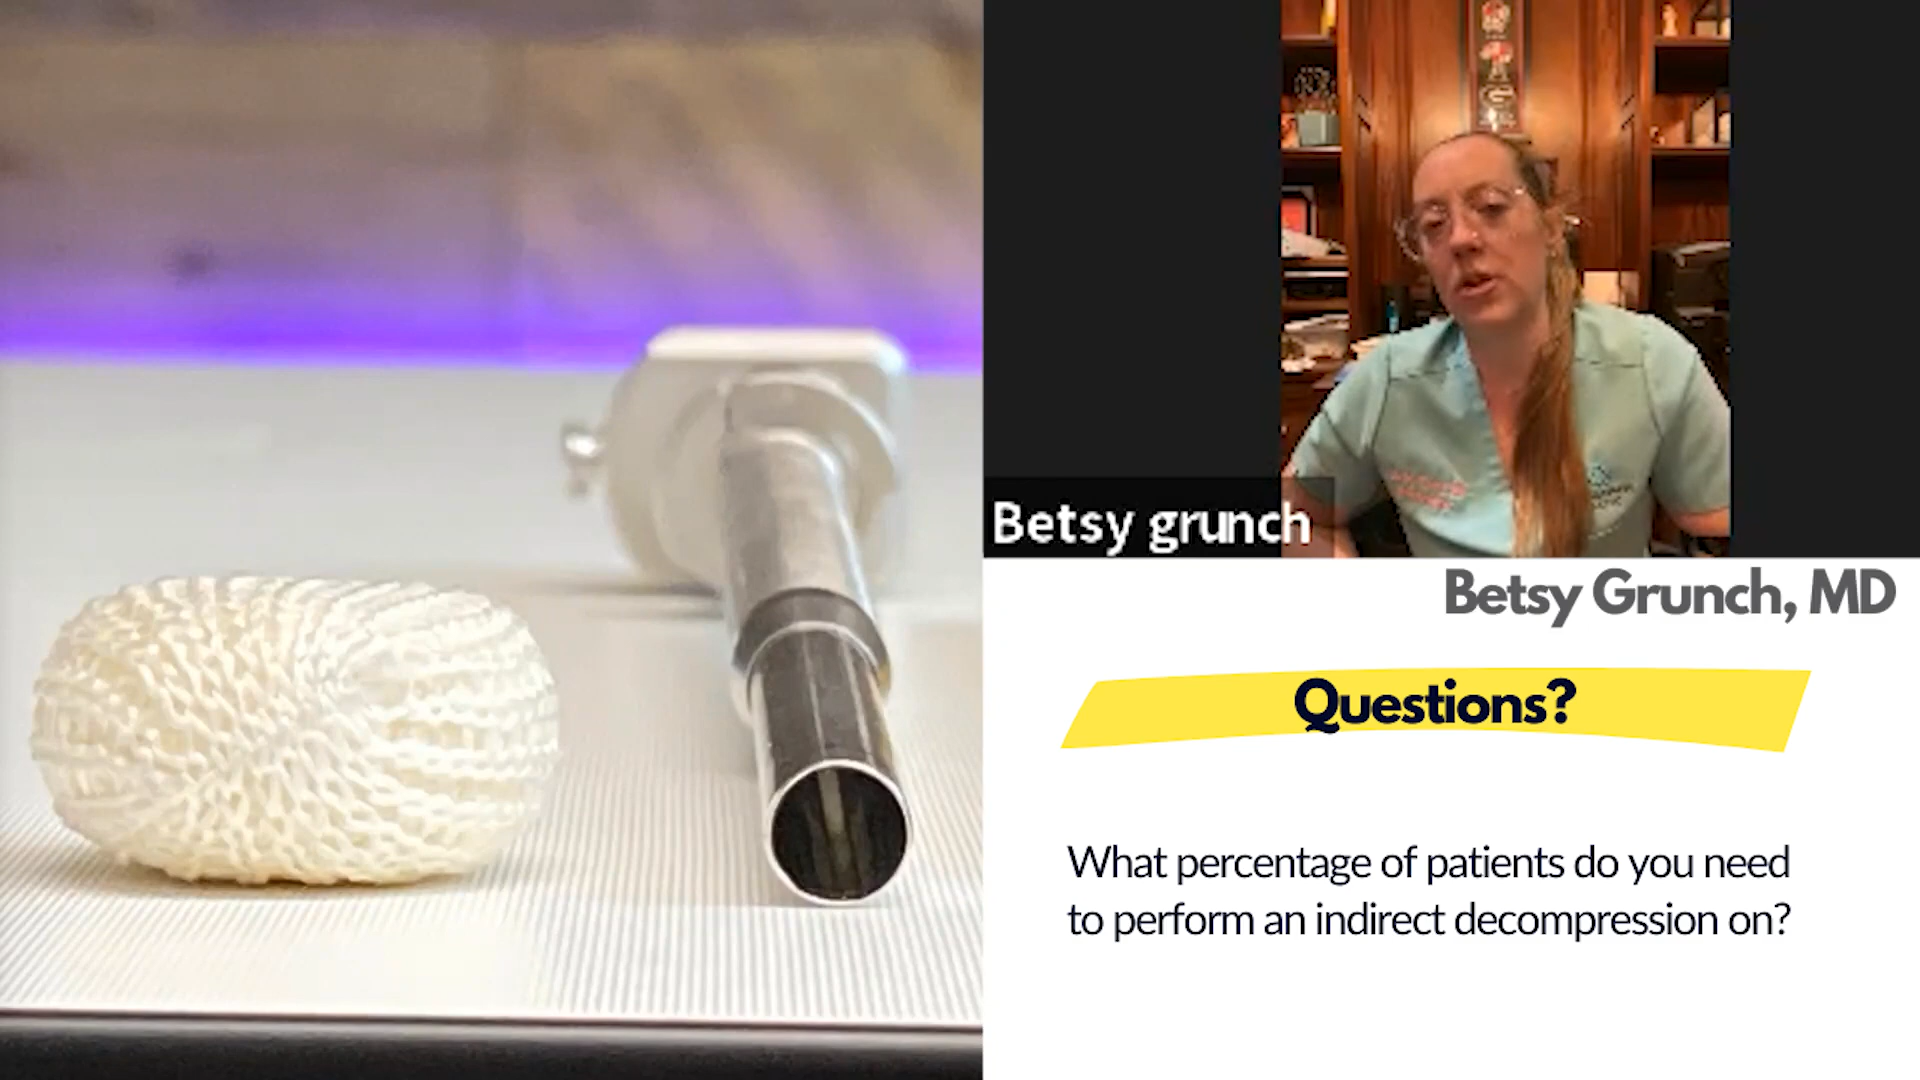 Betsy grunch
Betsy Grunch, MD
Questions?
What percentage of patients do you need
to perform an indirect decompression on?